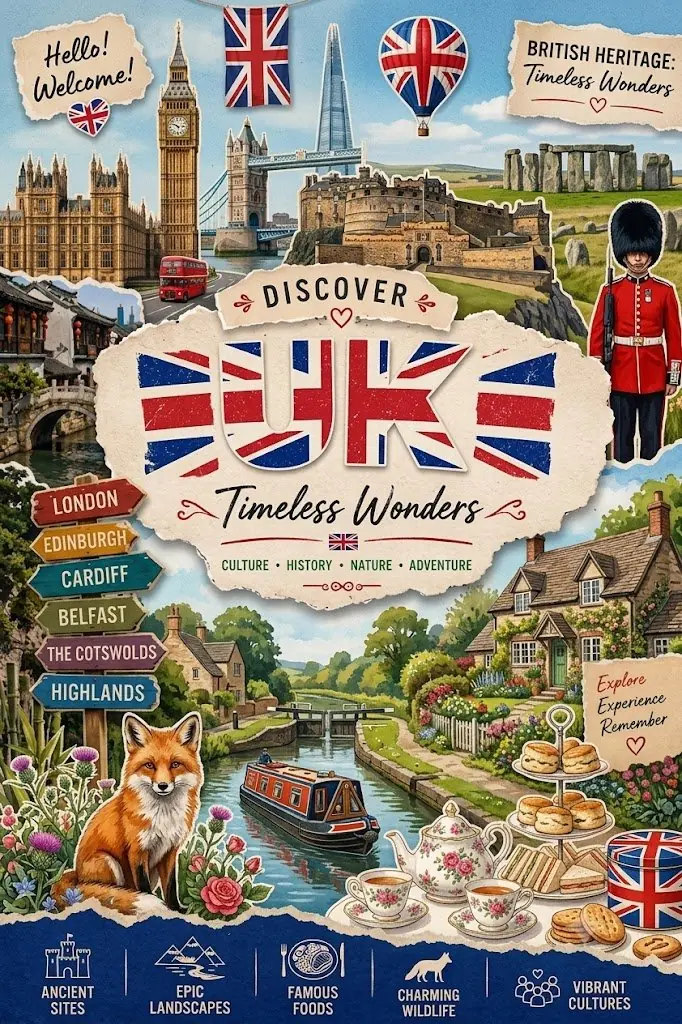 Hello!
Welcome!
BRITISH HERITAGE:
Timeless Wonders
DISCOVER
UK
Timeless Wonders
CULTURE • HISTORY • NATURE • ADVENTURE
LONDON
EDINBURGH
CARDIFF
BELFAST
THE COTSWOLDS
HIGHLANDS
Explore
Experience
Remember
ANCIENT
SITES
EPIC
LANDSCAPES
FAMOUS
FOODS
CHARMING
WILDLIFE
VIBRANT
CULTURES